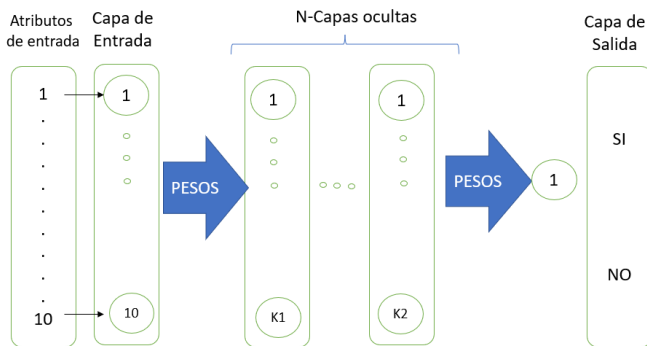 Atributos
de entrada
Capa de
Entrada
N-Capas ocultas
Capa de
Salida
1
1
1
1
SI
PESOS
PESOS
1
NO
10
10
K1
K2